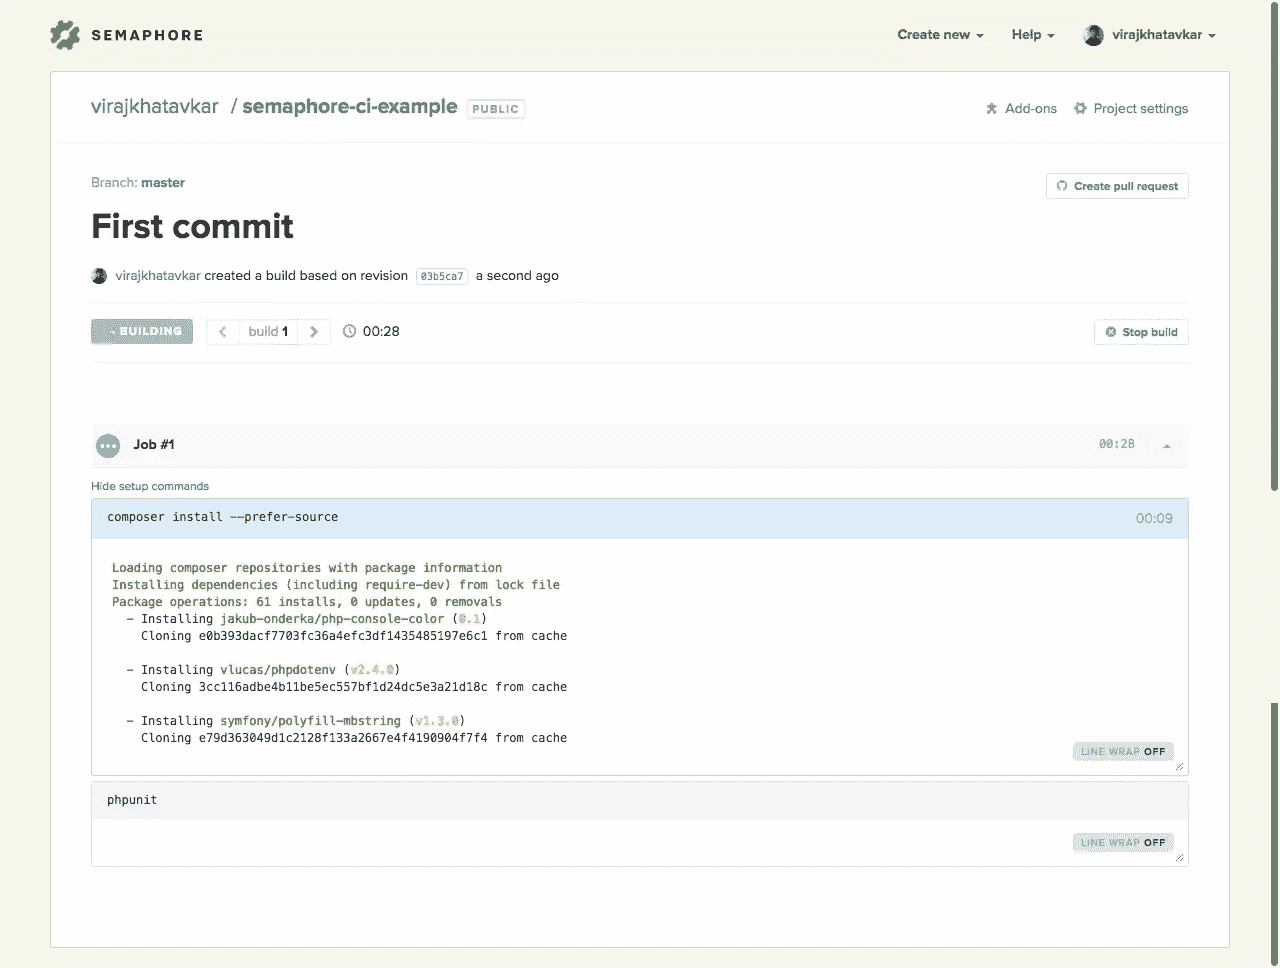 SEMAPHORE
Create new
Help
virajkhatavkar
virajkhatavkar / semaphore-ci-example PUBLIC
Add-ons
Project settings
Branch: master
Create pull request
First commit
virajkhatavkar created a build based on revision 03b5ca7 a second ago
BUILDING
build 1
00:28
Stop build
Job #1
00:28
Hide setup commands
composer install --prefer-source
00:09
Loading composer repositories with package information
Installing dependencies (including require-dev) from lock file
Package operations: 61 installs, 0 updates, 0 removals
- Installing jakub-onderka/php-console-color (0.1)
Cloning e0b393dacf7703fc36a4efc3df1435485197e6c1 from cache
- Installing vlucas/phpdotenv (v2.4.0)
Cloning 3cc116adbe4b11be5ec557bf1d24dc5e3a21d18c from cache
- Installing symfony/polyfill-mbstring (v1.3.0)
Cloning e79d363049d1c2128f133a2667e4f4190904f7f4 from cache
LINE WRAP OFF
phpunit
LINE WRAP OFF